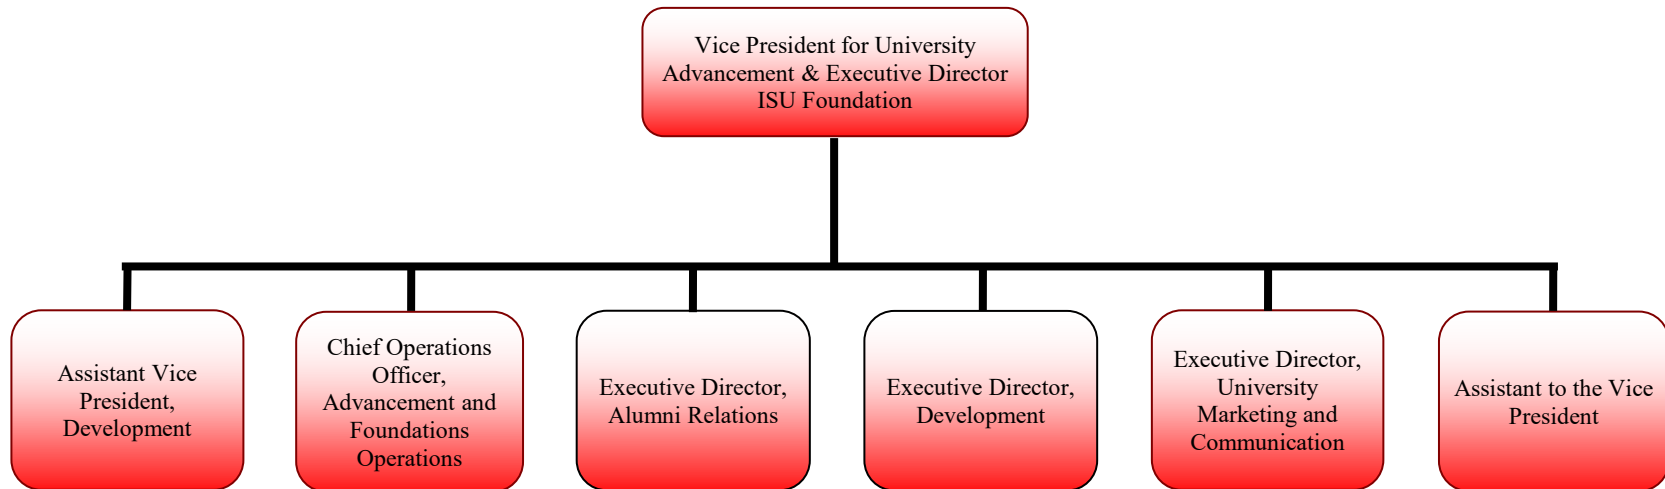 Vice President for University
Advancement & Executive Director
ISU Foundation
Assistant Vice
President,
Development
Chief Operations
Officer,
Advancement and
Foundations
Operations
Executive Director,
Alumni Relations
Executive Director,
Development
Executive Director,
University
Marketing and
Communication
Assistant to the Vice
President